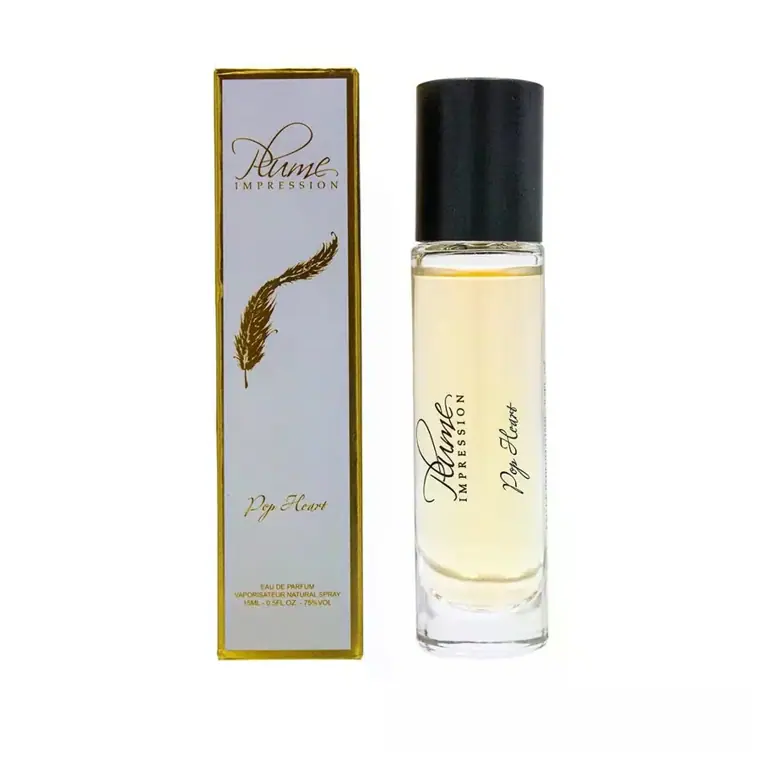 Plume
IMPRESSION
Pop Heart
EAU DE PARFUM
VAPORISATEUR NATURAL SPRAY
15ML - 0.5FL.OZ. - 75%VOL
Plume
IMPRESSION
Pop Heart